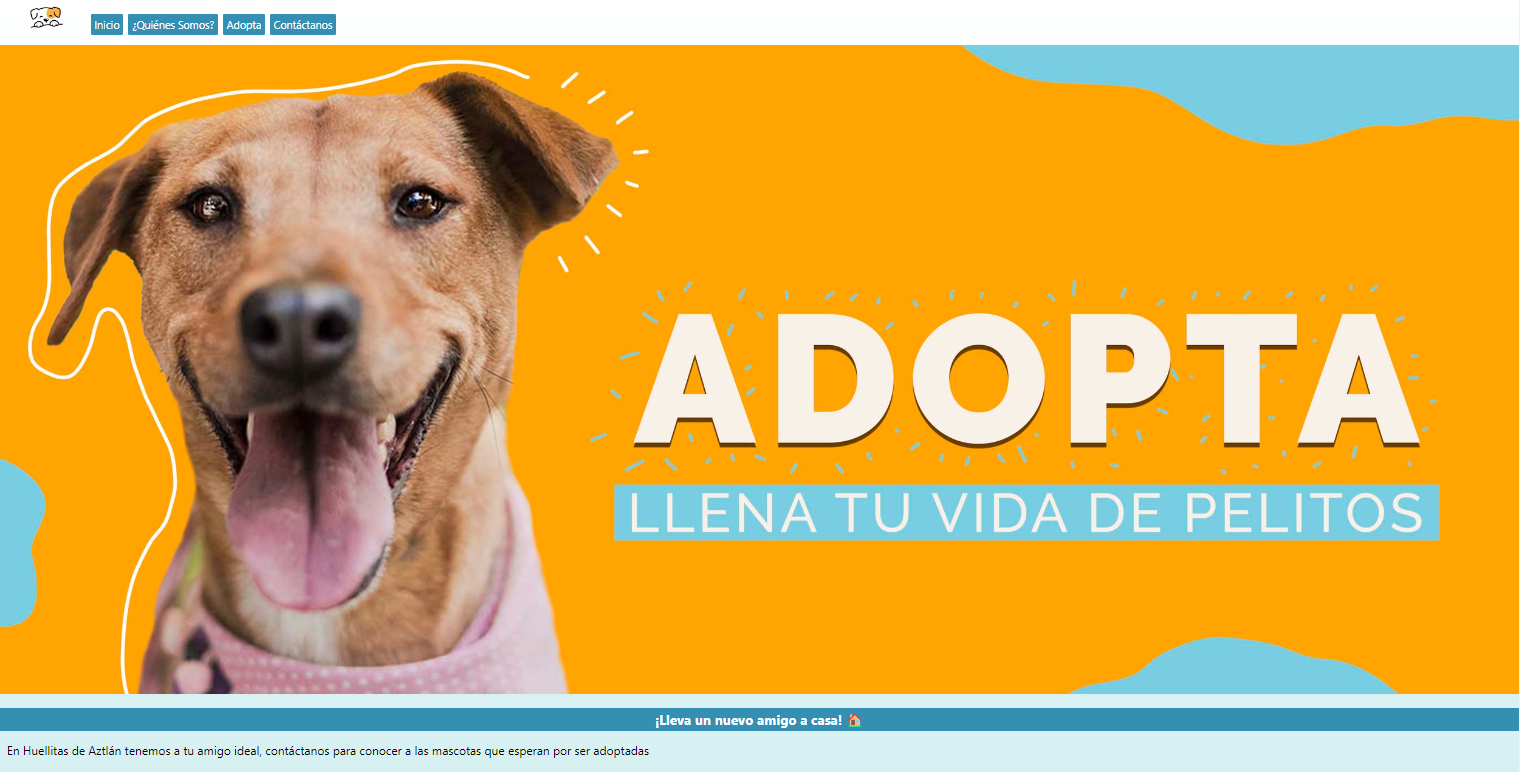 Inicio
¿Quiénes Somos?
Adopta
Contáctanos
ADOPTA
LLENA TU VIDA DE PELITOS
¡Lleva un nuevo amigo a casa! 🏠
En Huellitas de Aztlán tenemos a tu amigo ideal, contáctanos para conocer a las mascotas que esperan por ser adoptadas